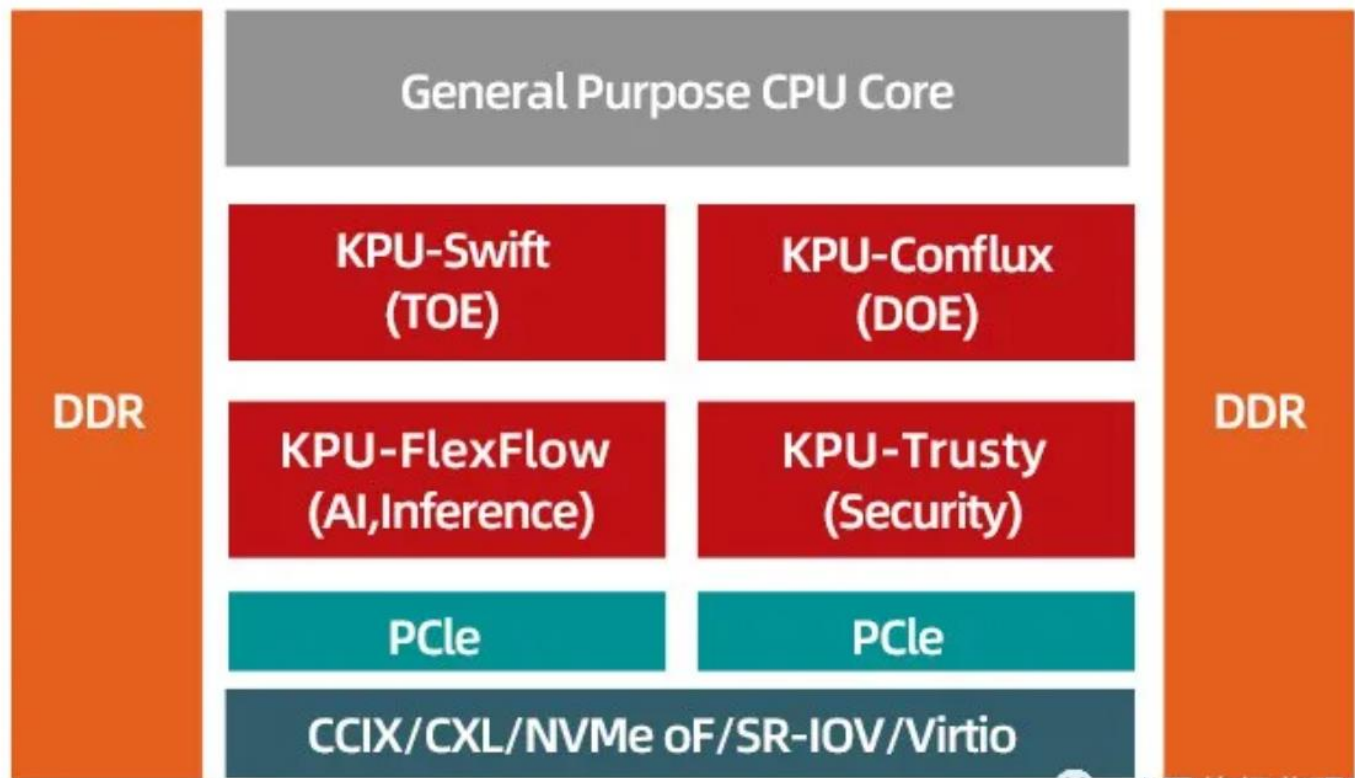 General Purpose CPU Core
KPU-Swift
(TOE)
KPU-Conflux
(DOE)
DDR
DDR
KPU-FlexFlow
(AI,Inference)
KPU-Trusty
(Security)
PCle
PCle
CCIX/CXL/NVMe oF/SR-IOV/Virtio